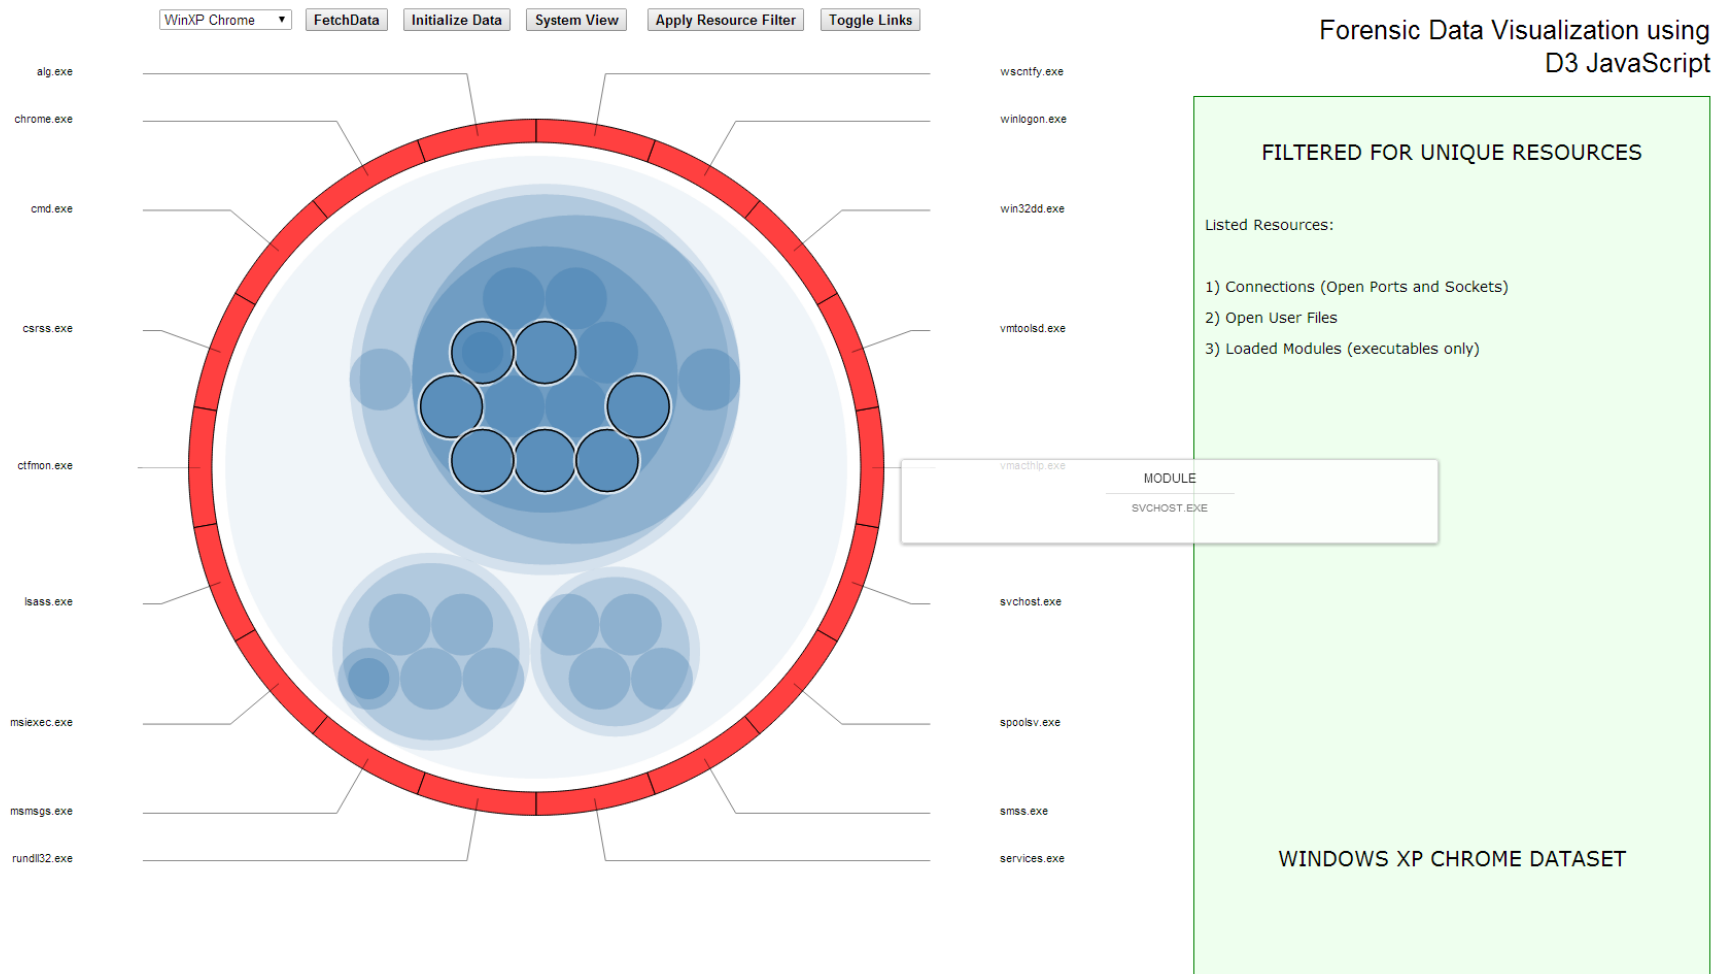 WinXP Chrome
FetchData
Initialize Data
System View
Apply Resource Filter
Toggle Links
Forensic Data Visualization using
D3 JavaScript
alg.exe
chrome.exe
cmd.exe
csrss.exe
ctfmon.exe
lsass.exe
msiexec.exe
msmsgs.exe
rundll32.exe
wscntfy.exe
winlogon.exe
win32dd.exe
vmtoolsd.exe
vmacthlp.exe
svchost.exe
spoolsv.exe
smss.exe
services.exe
MODULE
SVCHOST.EXE
FILTERED FOR UNIQUE RESOURCES
Listed Resources:
1) Connections (Open Ports and Sockets)
2) Open User Files
3) Loaded Modules (executables only)
WINDOWS XP CHROME DATASET